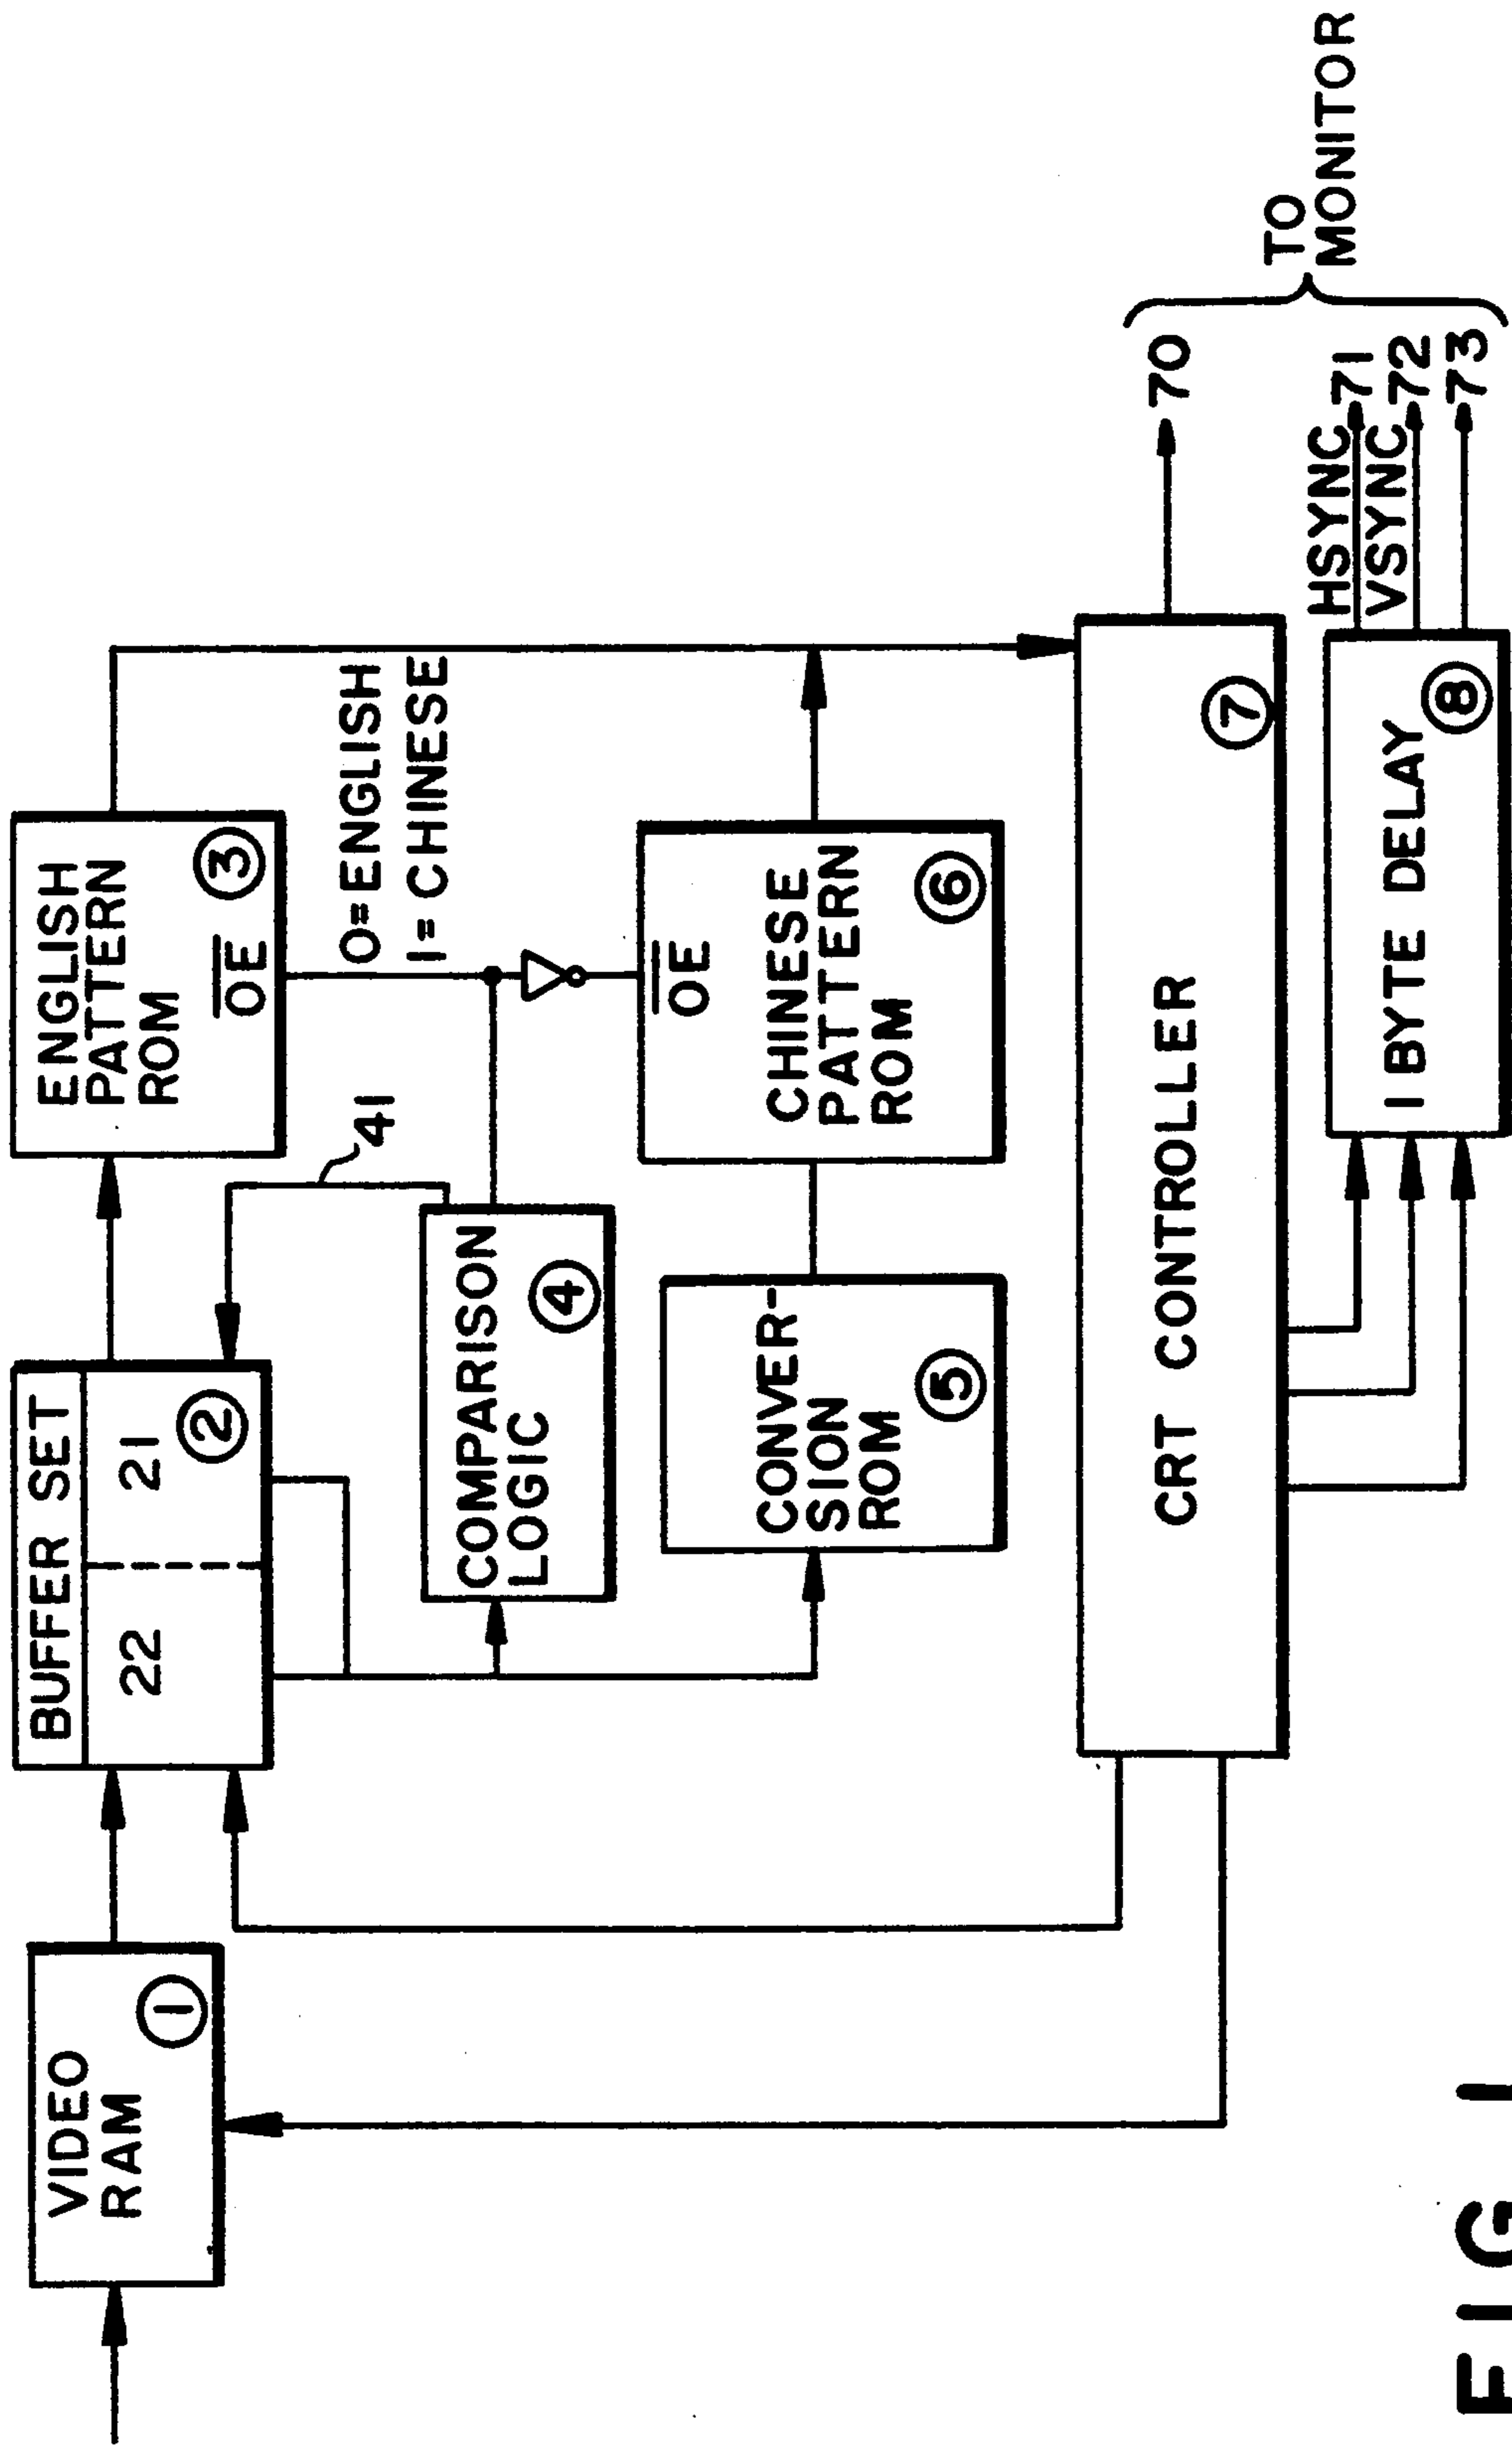 VIDEO
RAM
1
BUFFER SET
22
21
2
ENGLISH
PATTERN
ROM
OE
3
41
COMPARISON
LOGIC
4
0=ENGLISH
1=CHINESE
CONVER-
SION
ROM
5
OE
CHINESE
PATTERN
ROM
6
CRT CONTROLLER
7
70
1 BYTE DELAY
8
HSYNC 71
VSYNC 72
73
TO
MONITOR
FIG 1